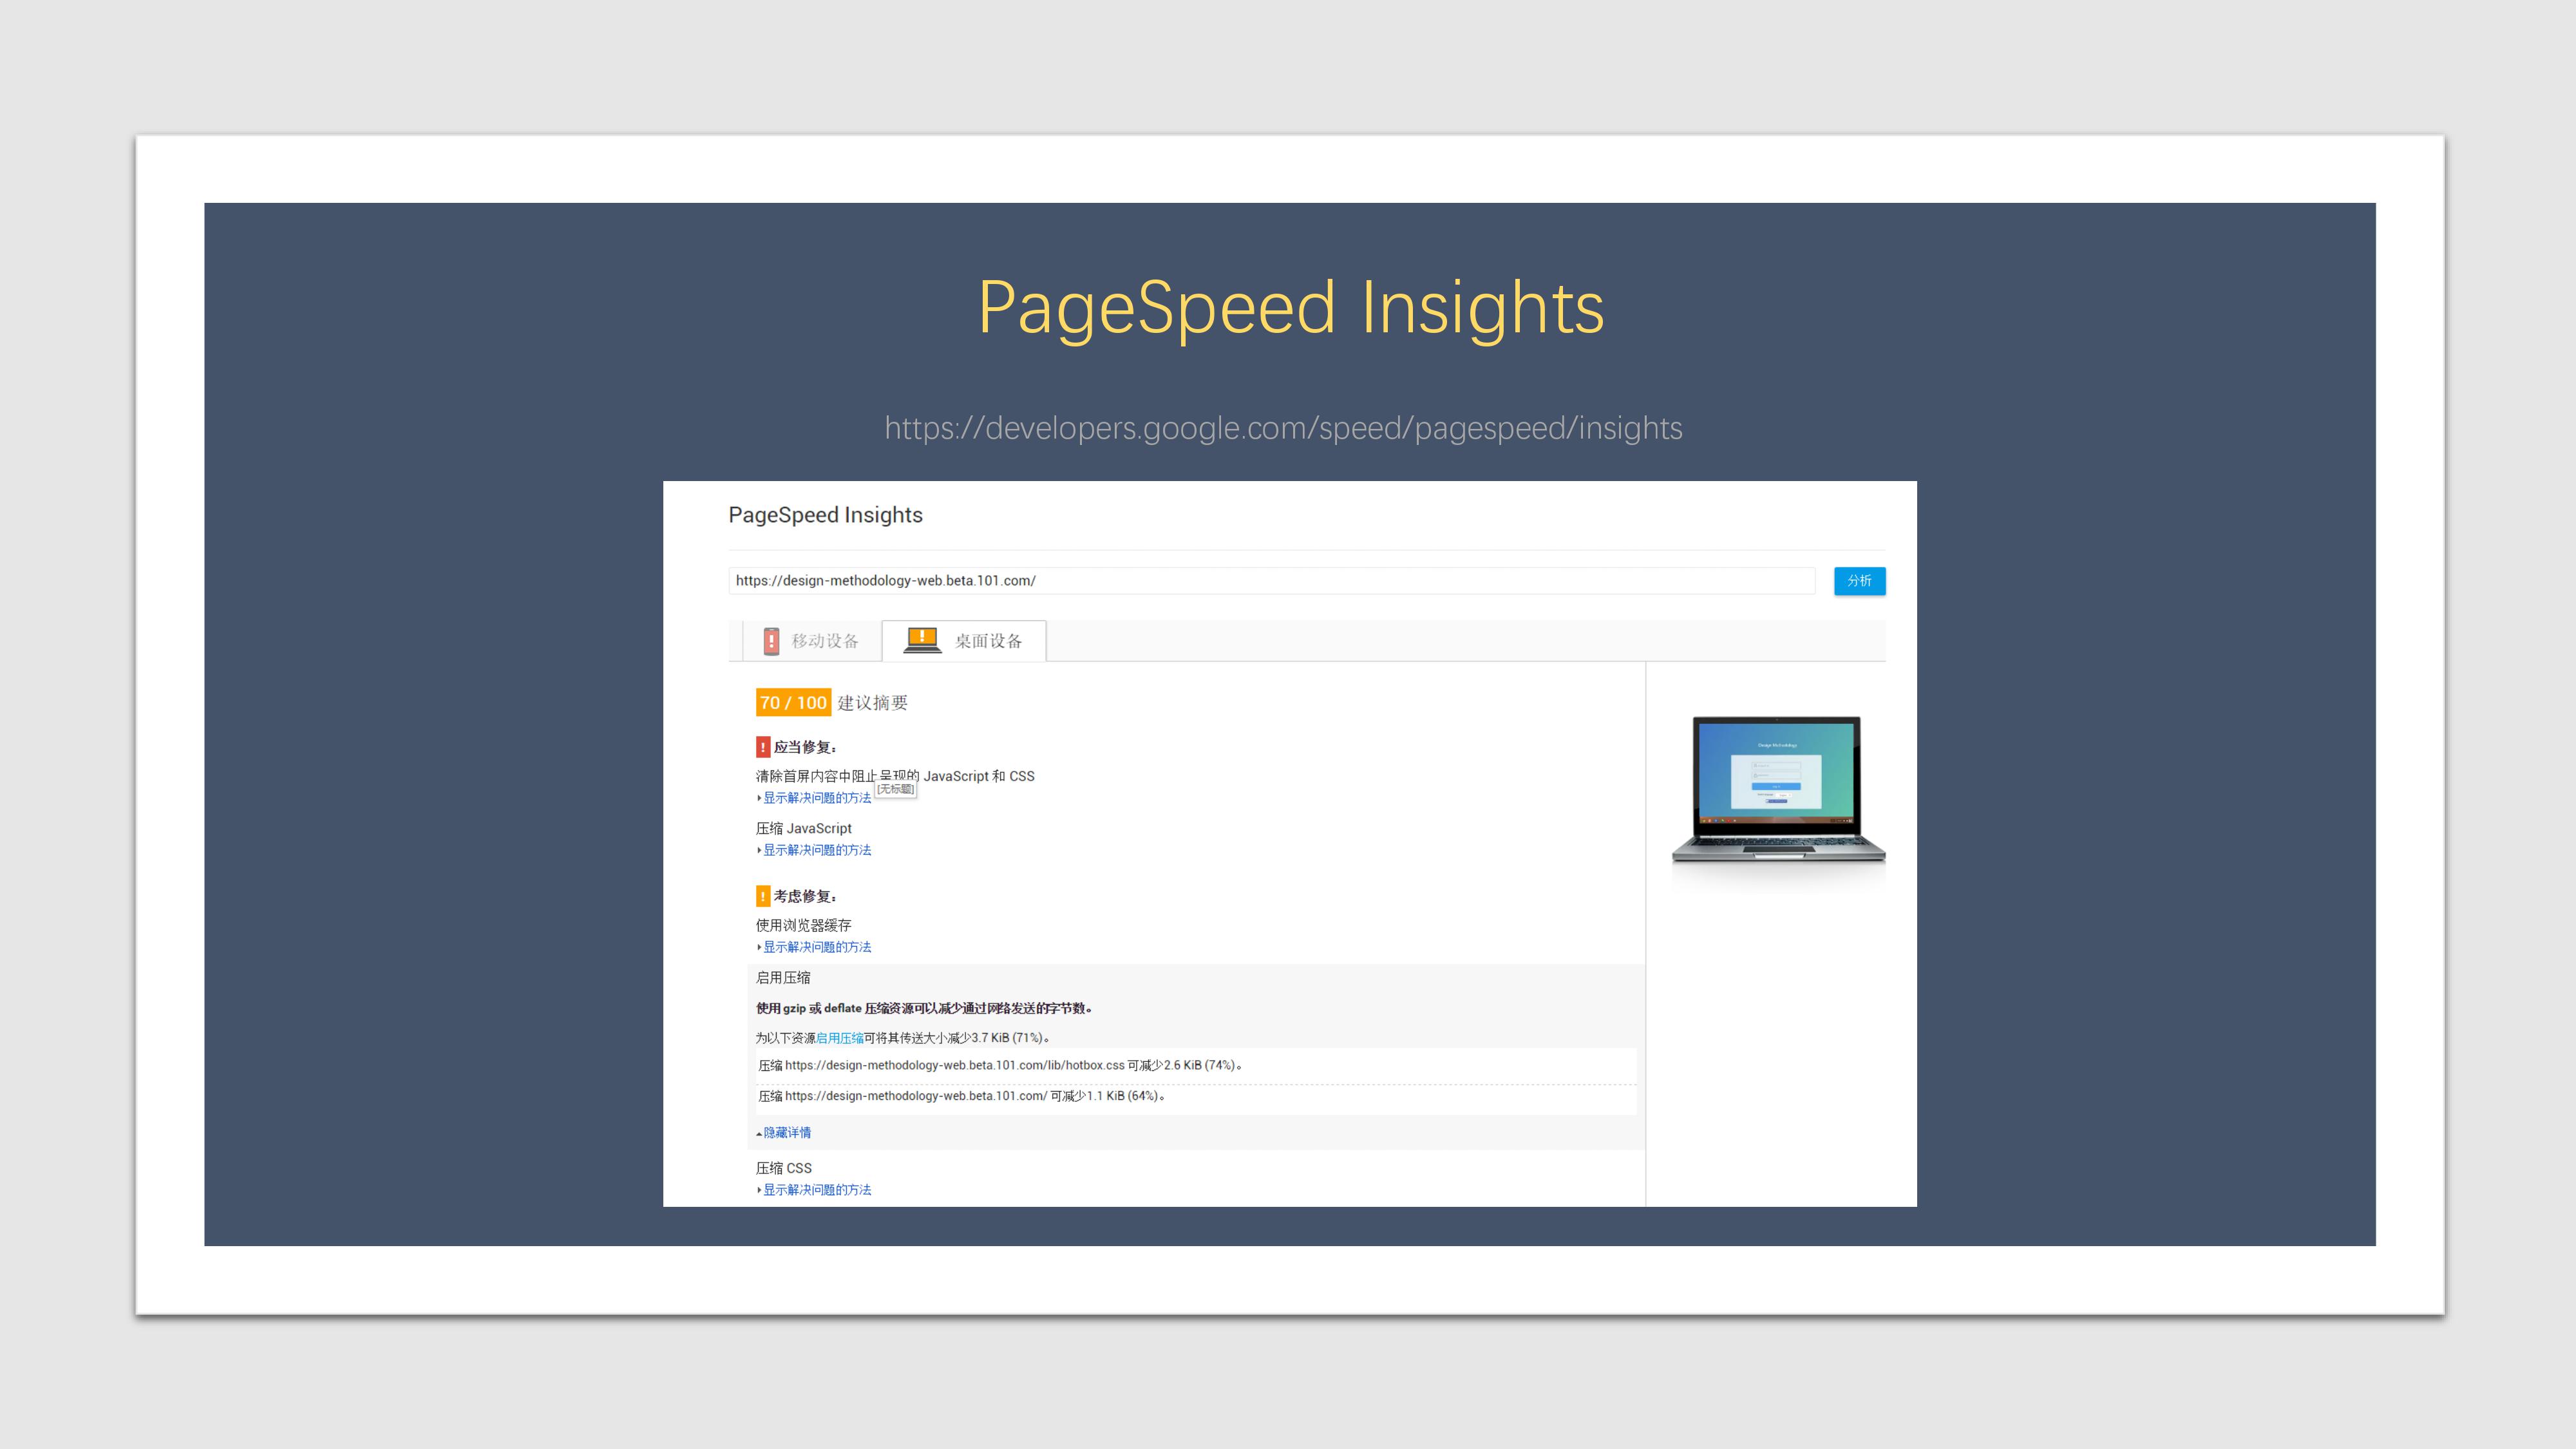 PageSpeed Insights
https://developers.google.com/speed/pagespeed/insights
PageSpeed Insights
https://design-methodology-web.beta.101.com/
分析
移动设备
桌面设备
70 / 100 建议摘要
! 应当修复：
清除首屏内容中阻止呈现的 JavaScript 和 CSS
[无标题]
显示解决问题的方法
压缩 JavaScript
显示解决问题的方法
! 考虑修复：
使用浏览器缓存
显示解决问题的方法
启用压缩
使用 gzip 或 deflate 压缩资源可以减少通过网络发送的字节数。
为以下资源启用压缩可将其传送大小减少3.7 KiB (71%)。
压缩 https://design-methodology-web.beta.101.com/lib/hotbox.css 可减少2.6 KiB (74%)。
压缩 https://design-methodology-web.beta.101.com/ 可减少1.1 KiB (64%)。
隐藏详情
压缩 CSS
显示解决问题的方法
Design Methodology